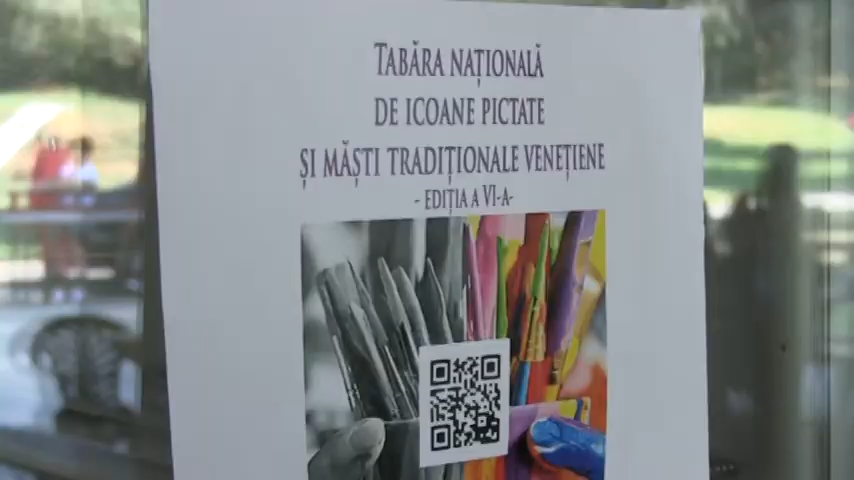 TABĂRA NAȚIONALĂ
DE ICOANE PICTATE
ȘI MĂȘTI TRADIȚIONALE VENEȚIENE
- EDIȚIA A VI-A-